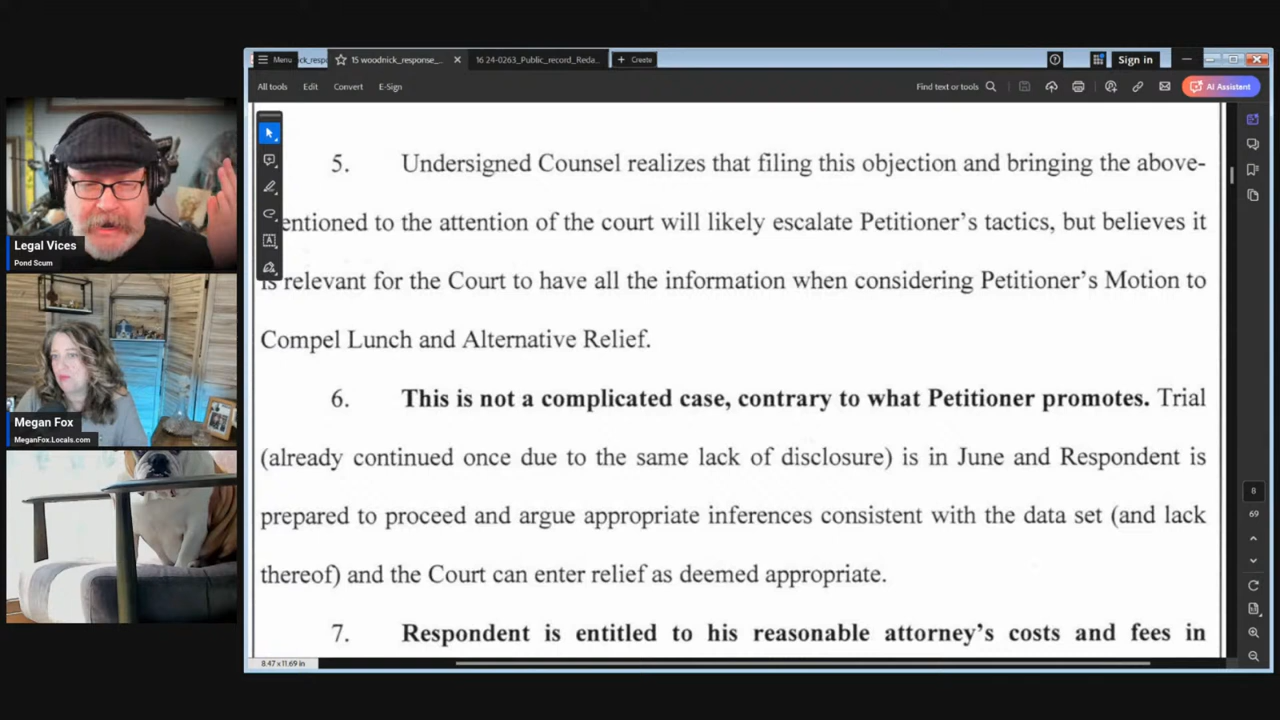 Menu
ck_respo
15 woodnick_response_...
16 24-0263_Public_record_Reda...
Create
Sign in
All tools
Edit
Convert
E-Sign
Find text or tools
AI Assistant
5. Undersigned Counsel realizes that filing this objection and bringing the above-
entioned to the attention of the court will likely escalate Petitioner's tactics, but believes it
is relevant for the Court to have all the information when considering Petitioner's Motion to
Compel Lunch and Alternative Relief.
6. This is not a complicated case, contrary to what Petitioner promotes. Trial
(already continued once due to the same lack of disclosure) is in June and Respondent is
prepared to proceed and argue appropriate inferences consistent with the data set (and lack
thereof) and the Court can enter relief as deemed appropriate.
7. Respondent is entitled to his reasonable attorney's costs and fees in
8.47 x 11.69 in
8
69
Legal Vices
Pond Scum
Megan Fox
MeganFox.Locals.com